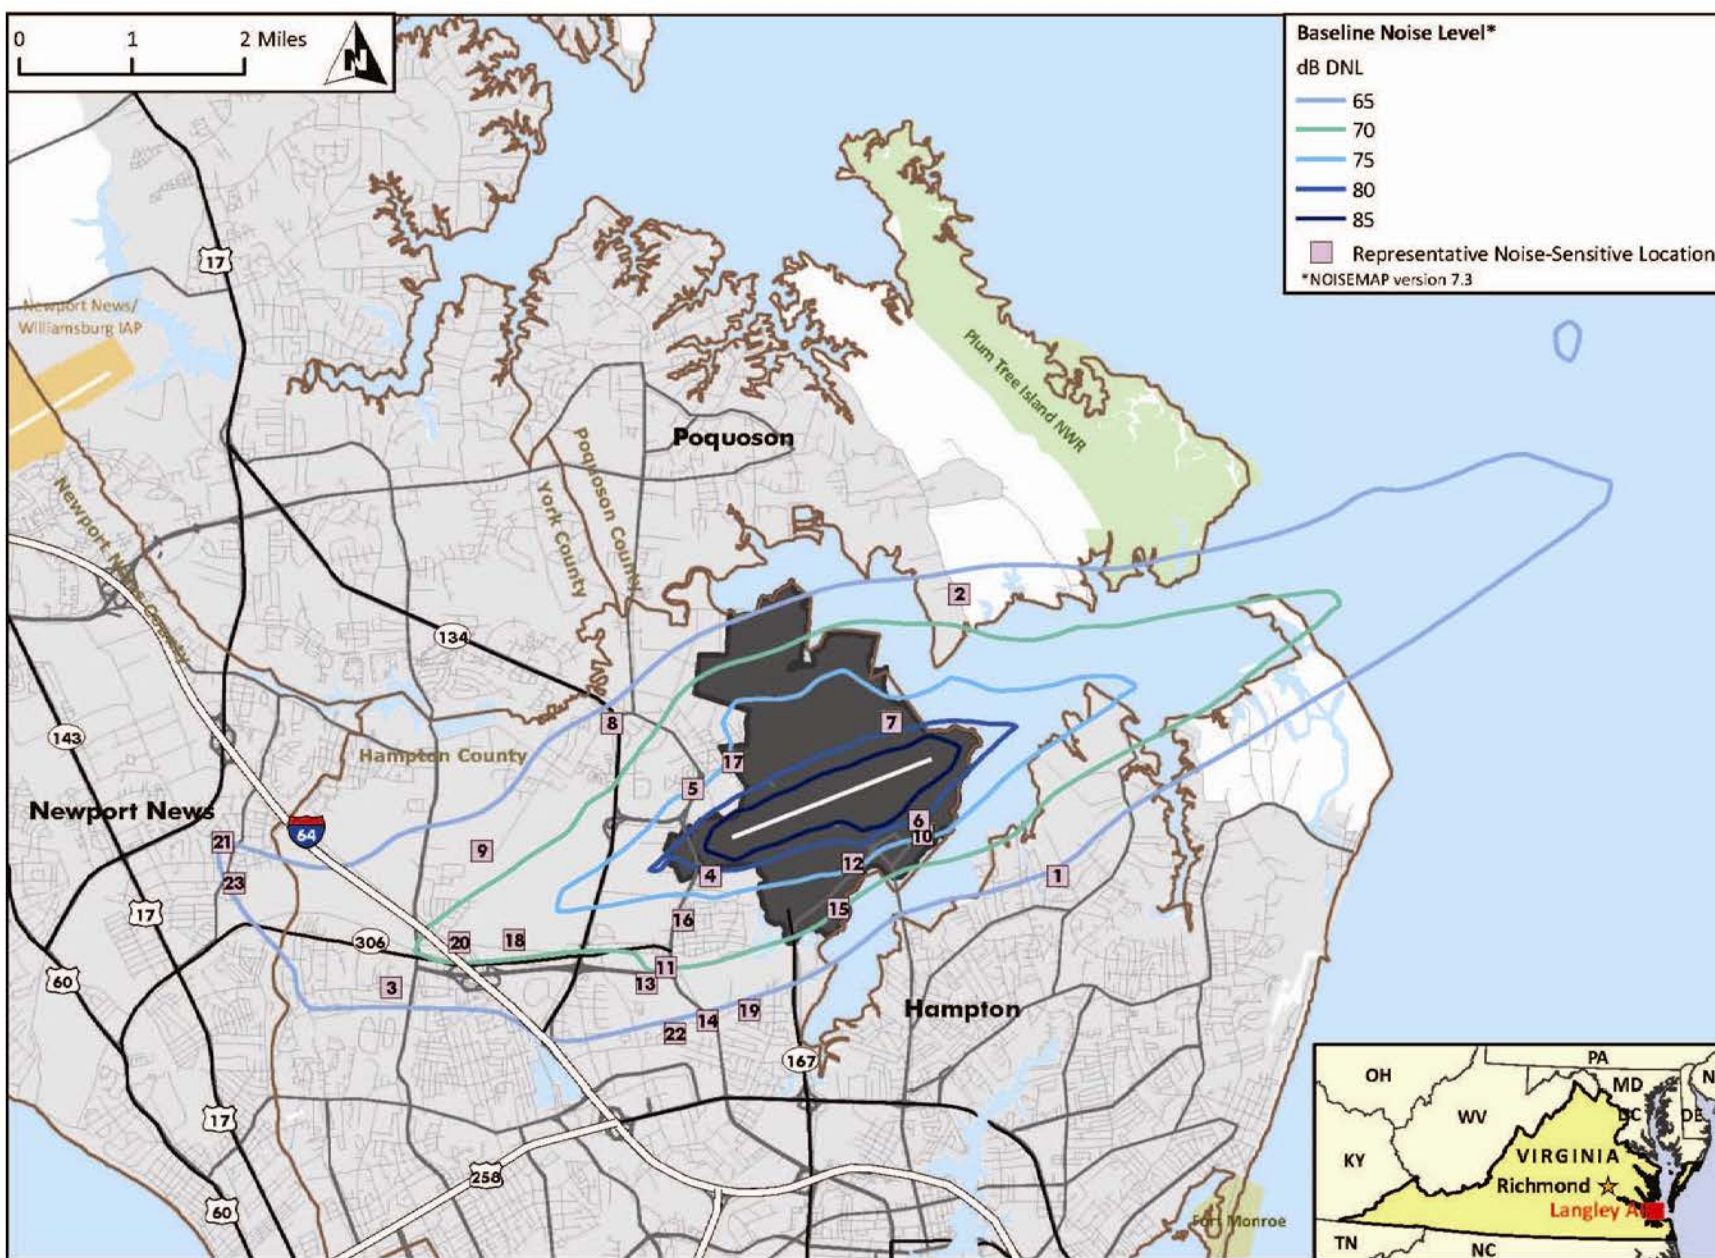 0 1 2 Miles
N
Baseline Noise Level*
dB DNL
65
70
75
80
85
Representative Noise-Sensitive Location
*NOISEMAP version 7.3
17
Newport News/
Williamsburg IAP
Plum Tree Island NWR
Poquoson
Poquoson County
York County
Newport News County
2
134
8
7
143
Hampton County
17
5
Newport News
64
6
21
10
9
12
4
1
23
15
17
16
306
20
18
11
60
13
3
Hampton
19
14
22
167
17
258
60
Fort Monroe
PA
OH
MD
N
WV
DC
DE
KY
VIRGINIA
Richmond
Langley A
TN
NC